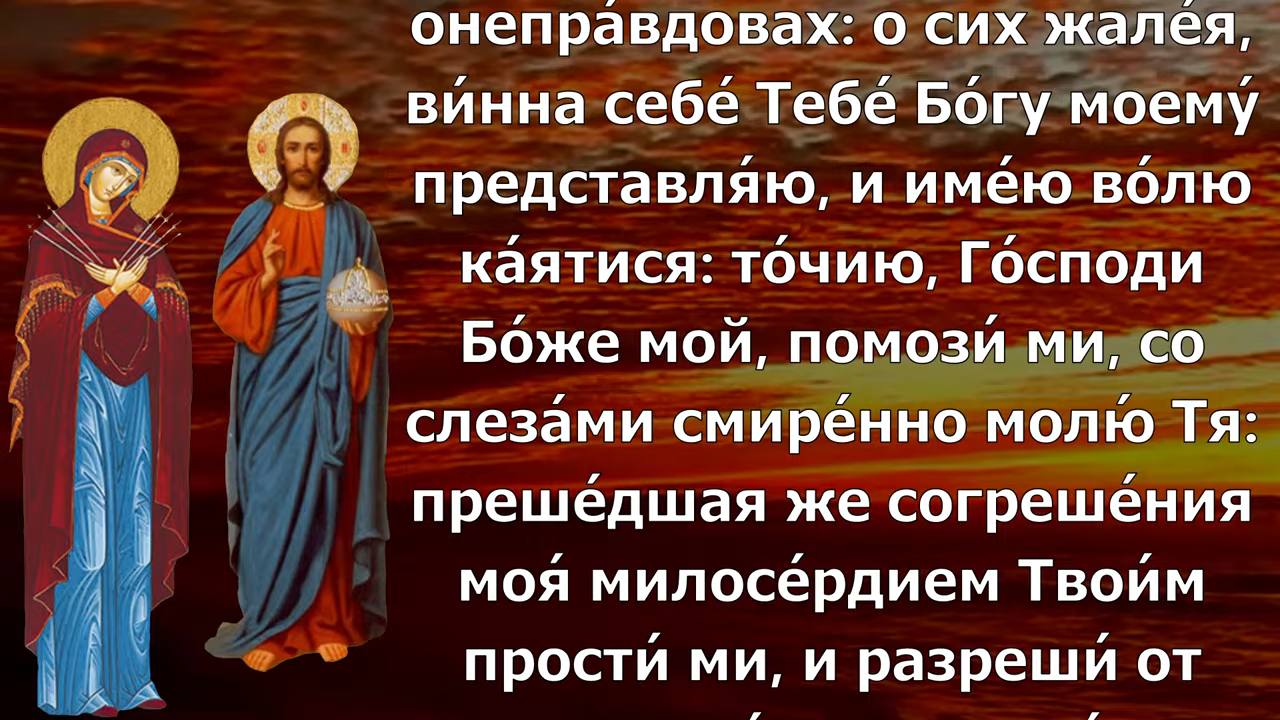 онепра́вдовах: о сих жале́я,
ви́нна себе́ Тебе́ Бо́гу моему́
представля́ю, и име́ю во́лю
ка́ятися: то́чию, Го́споди
Бо́же мой, помози́ ми, со
слеза́ми смире́нно молю́ Тя:
преше́дшая же согреше́ния
моя́ милосе́рдием Твои́м
прости́ ми, и разреши́ от